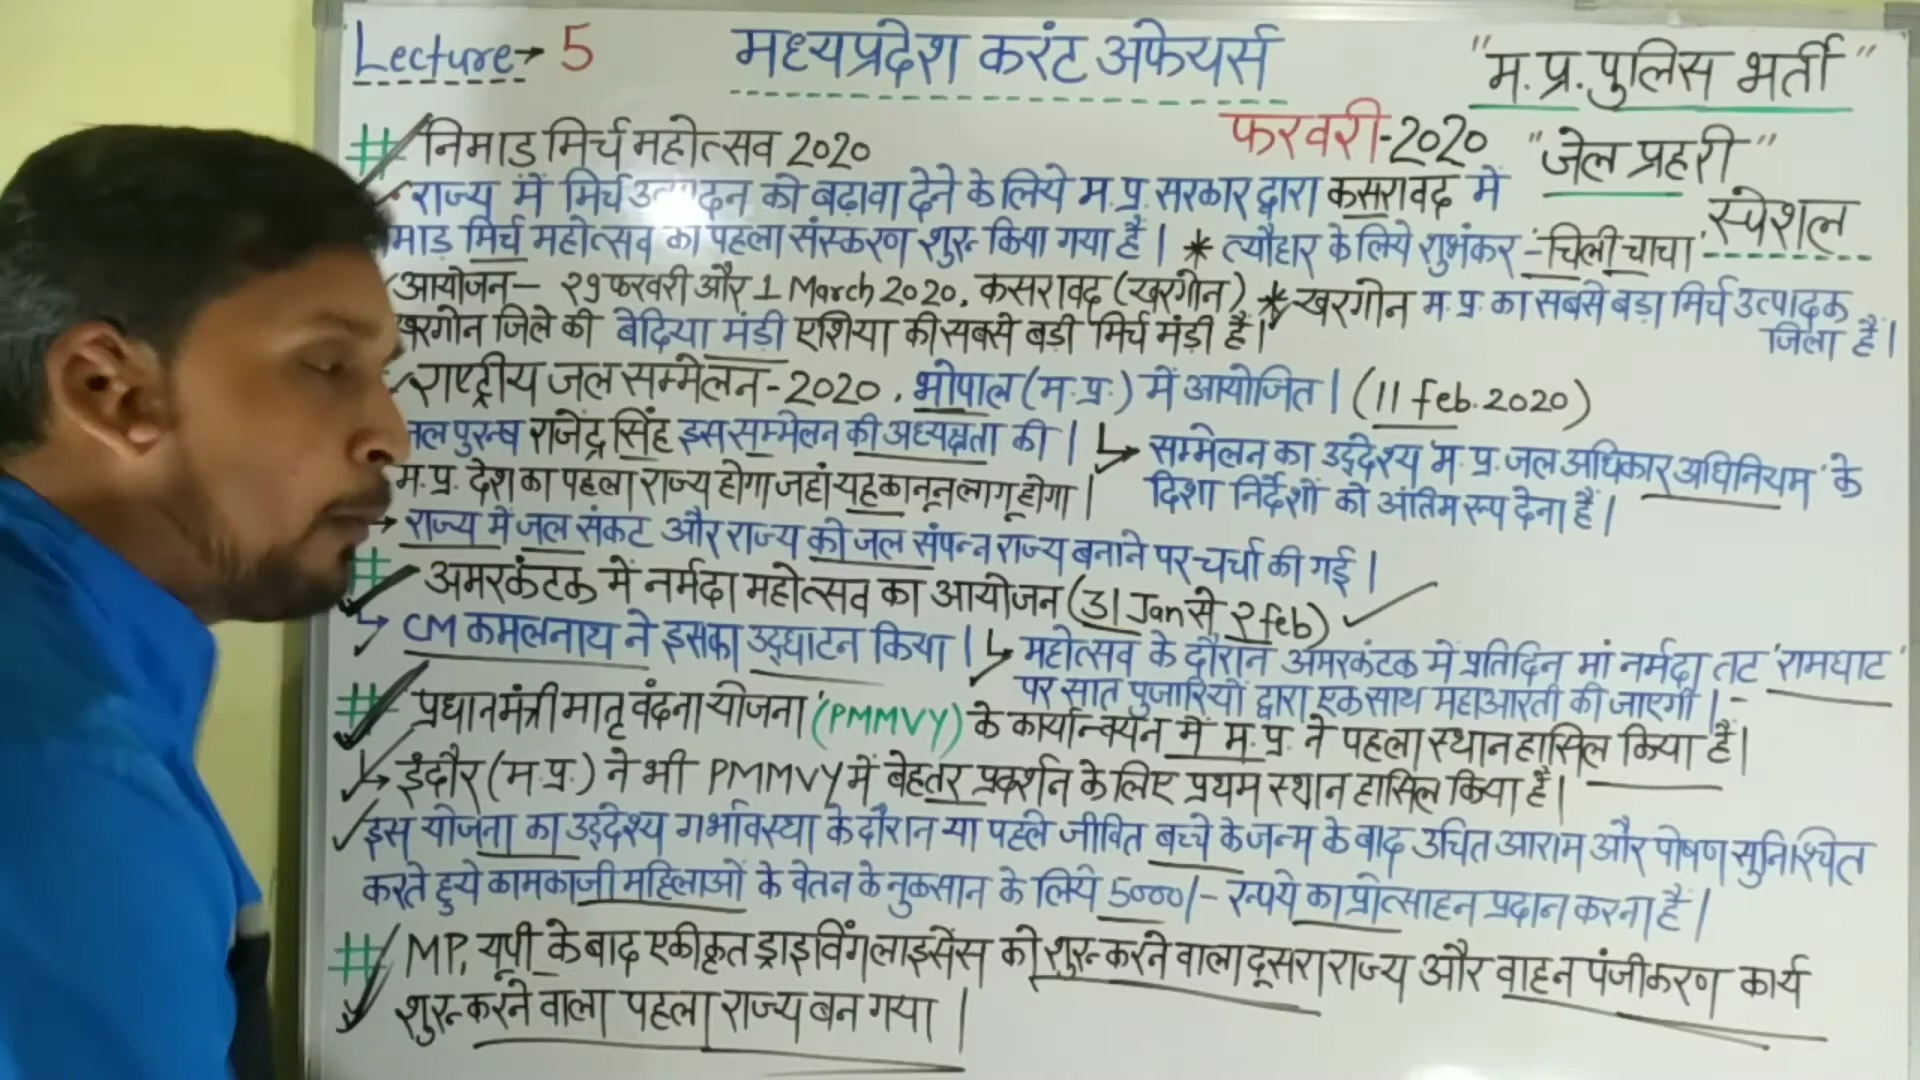 Lecture → 5
मध्यप्रदेश करंट अफेयर्स
"म.प्र. पुलिस भर्ती"
फरवरी-2020
"जेल प्रहरी"
स्पेशल
# निमाड़ मिर्च महोत्सव 2020
राज्य में मिर्च उत्पादन को बढ़ावा देने के लिये म.प्र. सरकार द्वारा कसरावद में
माड़ मिर्च महोत्सव का पहला संस्करण शुरू किया गया है। * त्यौहार के लिये शुभंकर - चिली चाचा
आयोजन - 29 फरवरी और 1 March 2020, कसरावद (खरगोन) * खरगोन म.प्र. का सबसे बड़ा मिर्च उत्पादक
जिला है।
खरगोन जिले की बेदिया मंडी एशिया की सबसे बड़ी मिर्च मंड़ी है।
राष्ट्रीय जल सम्मेलन - 2020, भोपाल (म.प्र.) में आयोजित। (11 feb. 2020)
जल पुरुष राजेंद्र सिंह इस सम्मेलन की अध्यक्षता की।
↳ सम्मेलन का उद्देश्य 'म.प्र. जल अधिकार अधिनियम' के
दिशा निर्देशों को अंतिम रूप देना हैं।
म.प्र. देश का पहला राज्य होगा जहां यह कानून लागू होगा।
→ राज्य में जल संकट और राज्य को जल संपन्न राज्य बनाने पर चर्चा की गई।
# अमरकंटक में नर्मदा महोत्सव का आयोजन (31 Jan से 2 feb)
↳ CM कमलनाथ ने इसका उद्घाटन किया।
↳ महोत्सव के दौरान अमरकंटक में प्रतिदिन मां नर्मदा तट 'रामघाट'
पर सात पुजारियों द्वारा एक साथ महाआरती की जाएगी।
# प्रधानमंत्री मातृ वंदना योजना (PMMVY) के कार्यान्वयन में म.प्र. ने पहला स्थान हासिल किया है।
↳ इंदौर (म.प्र.) ने भी PMMVY में बेहतर प्रदर्शन के लिए प्रथम स्थान हासिल किया है।
इस योजना का उद्देश्य गर्भावस्था के दौरान या पहले जीवित बच्चे के जन्म के बाद उचित आराम और पोषण सुनिश्चित
करते हुये कामकाजी महिलाओं के वेतन के नुकसान के लिये 5000/- रूपये का प्रोत्साहन प्रदान करना है।
# MP, यूपी के बाद एकीकृत ड्राइविंग लाइसेंस को शुरू करने वाला दूसरा राज्य और वाहन पंजीकरण कार्य
शुरू करने वाला पहला राज्य बन गया।